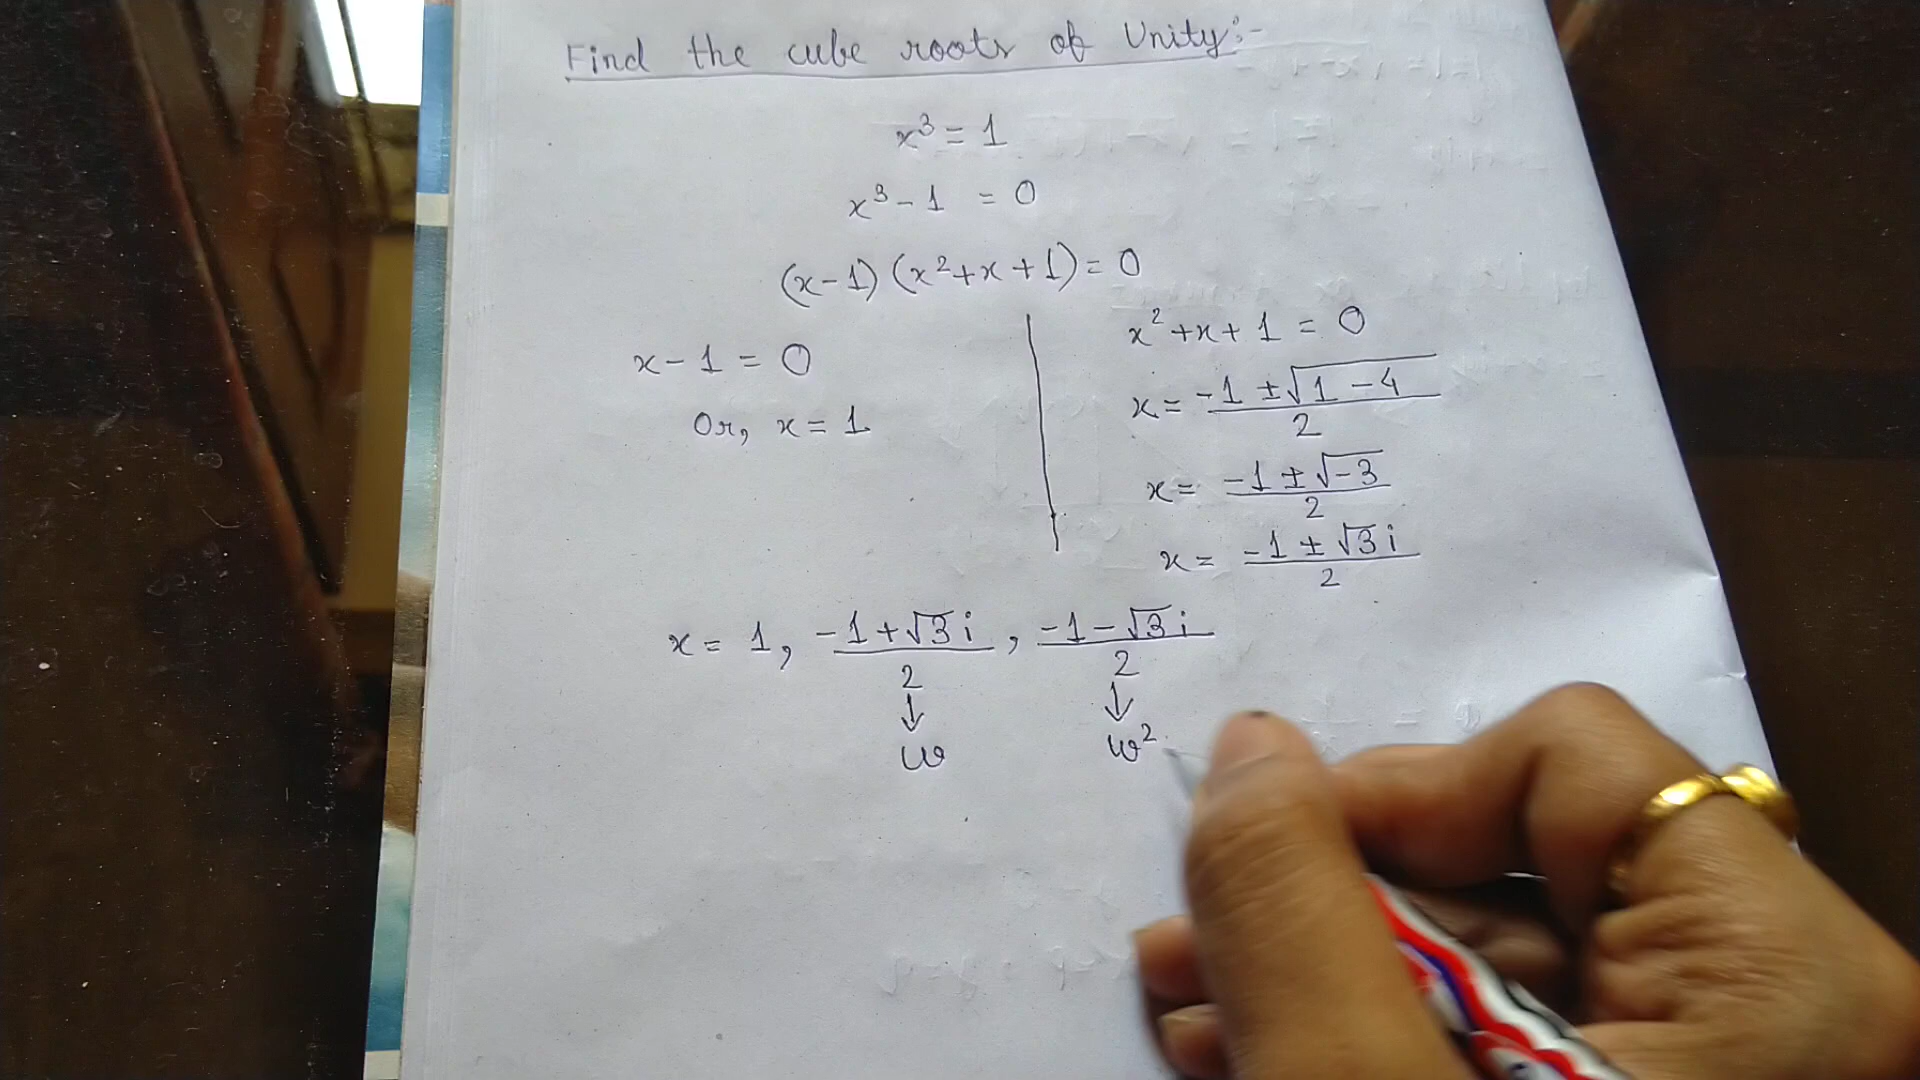 Find the cube roots of Unity:-
x³ = 1
x³ - 1 = 0
(x-1) (x²+x+1) = 0
x - 1 = 0
Or, x = 1
x²+x+1 = 0
x = (-1 ± √(1-4))/2
x = (-1 ± √-3)/2
x = (-1 ± √3 i)/2
x = 1, (-1+√3 i)/2, (-1-√3 i)/2
↓ ↓
ω ω²